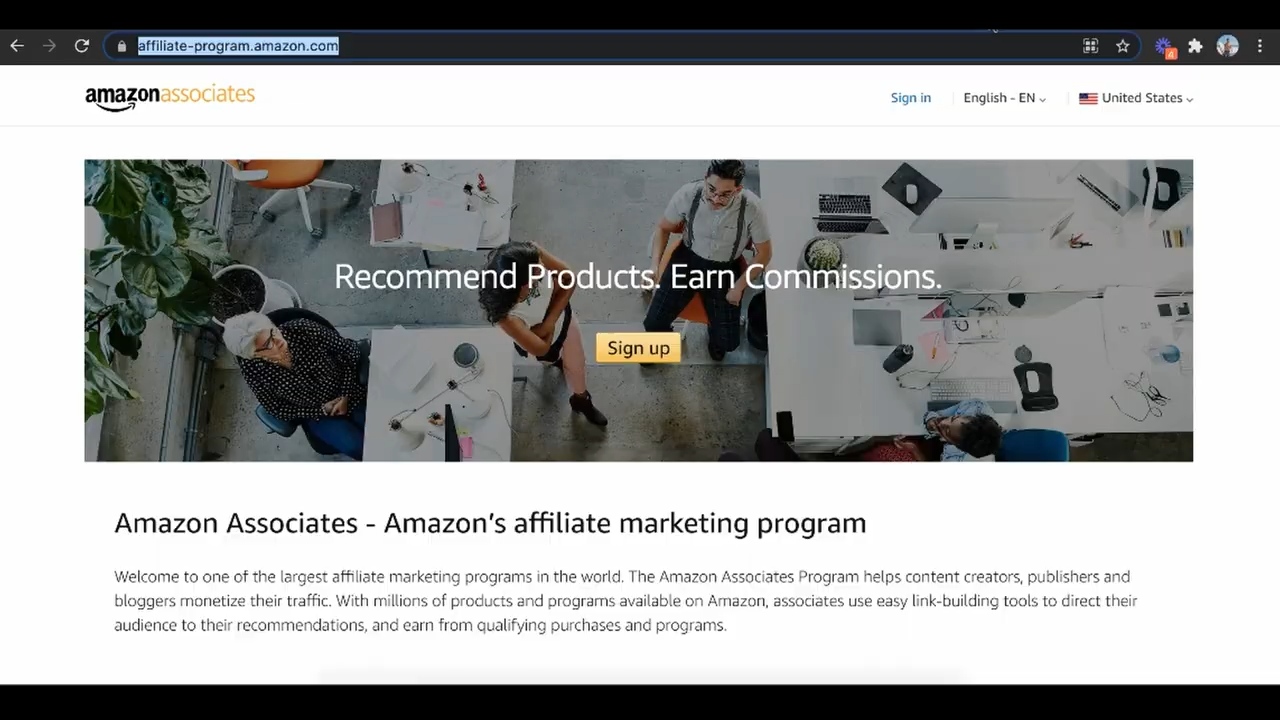 affiliate-program.amazon.com
4
amazonassociates
Sign in
English - EN
United States
Recommend Products. Earn Commissions.
Sign up
Amazon Associates - Amazon's affiliate marketing program
Welcome to one of the largest affiliate marketing programs in the world. The Amazon Associates Program helps content creators, publishers and
bloggers monetize their traffic. With millions of products and programs available on Amazon, associates use easy link-building tools to direct their
audience to their recommendations, and earn from qualifying purchases and programs.